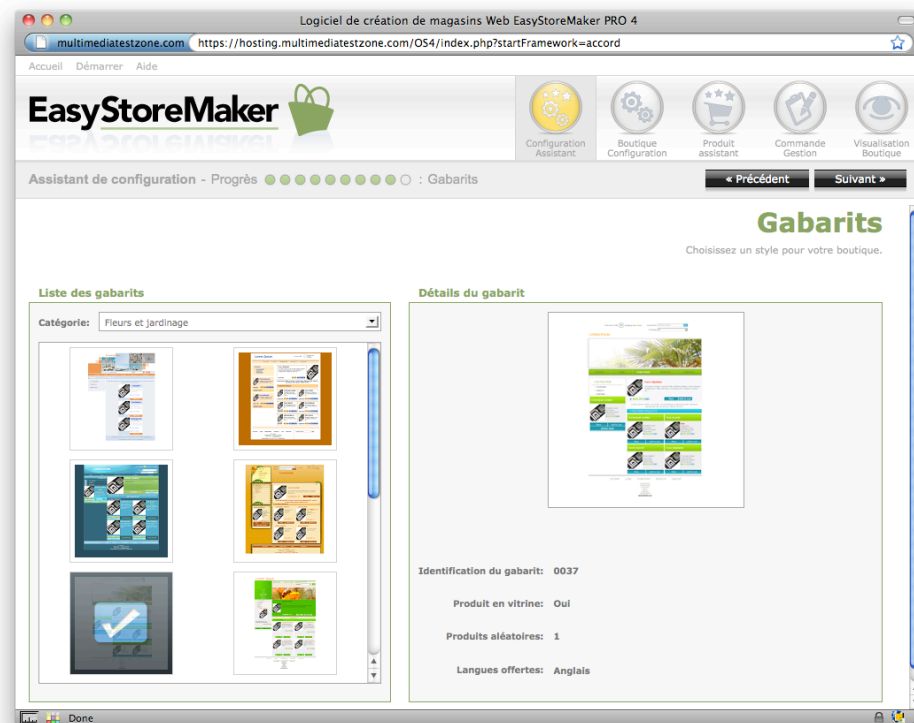 Logiciel de création de magasins Web EasyStoreMaker PRO 4
multimediatestzone.com https://hosting.multimediatestzone.com/OS4/index.php?startFramework=accord
Accueil Démarrer Aide
EasyStoreMaker
Configuration Assistant
Boutique Configuration
Produit assistant
Commande Gestion
Visualisation Boutique
Assistant de configuration - Progrès : Gabarits
« Précédent
Suivant »
Gabarits
Choisissez un style pour votre boutique.
Liste des gabarits
Détails du gabarit
Catégorie: Fleurs et jardinage
Identification du gabarit: 0037
Produit en vitrine: Oui
Produits aléatoires: 1
Langues offertes: Anglais
Done